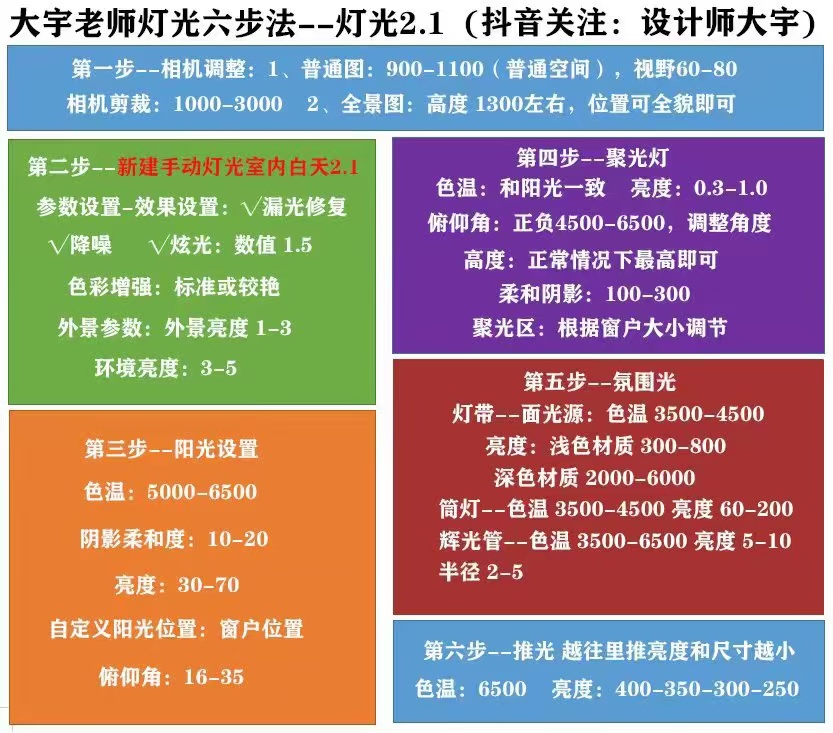 大宇老师灯光六步法--灯光2.1（抖音关注：设计师大宇）
第一步--相机调整：1、普通图：900-1100（普通空间），视野60-80
相机剪裁：1000-3000 2、全景图：高度 1300左右，位置可全貌即可
第二步--新建手动灯光室内白天2.1
参数设置-效果设置：√漏光修复
√降噪 √炫光：数值 1.5
色彩增强：标准或较艳
外景参数：外景亮度 1-3
环境亮度：3-5
第三步--阳光设置
色温：5000-6500
阴影柔和度：10-20
亮度：30-70
自定义阳光位置：窗户位置
俯仰角：16-35
第四步--聚光灯
色温：和阳光一致 亮度：0.3-1.0
俯仰角：正负4500-6500，调整角度
高度：正常情况下最高即可
柔和阴影：100-300
聚光区：根据窗户大小调节
第五步--氛围光
灯带--面光源：色温 3500-4500
亮度：浅色材质 300-800
深色材质 2000-6000
筒灯--色温 3500-4500 亮度 60-200
辉光管--色温 3500-6500 亮度 5-10
半径 2-5
第六步--推光 越往里推亮度和尺寸越小
色温：6500 亮度：400-350-300-250